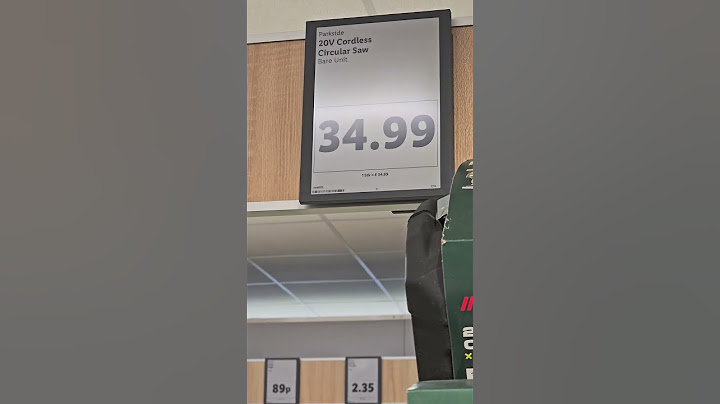 Parkside
20V Cordless
Circular Saw
Bare Unit
34.99
89p
2.35